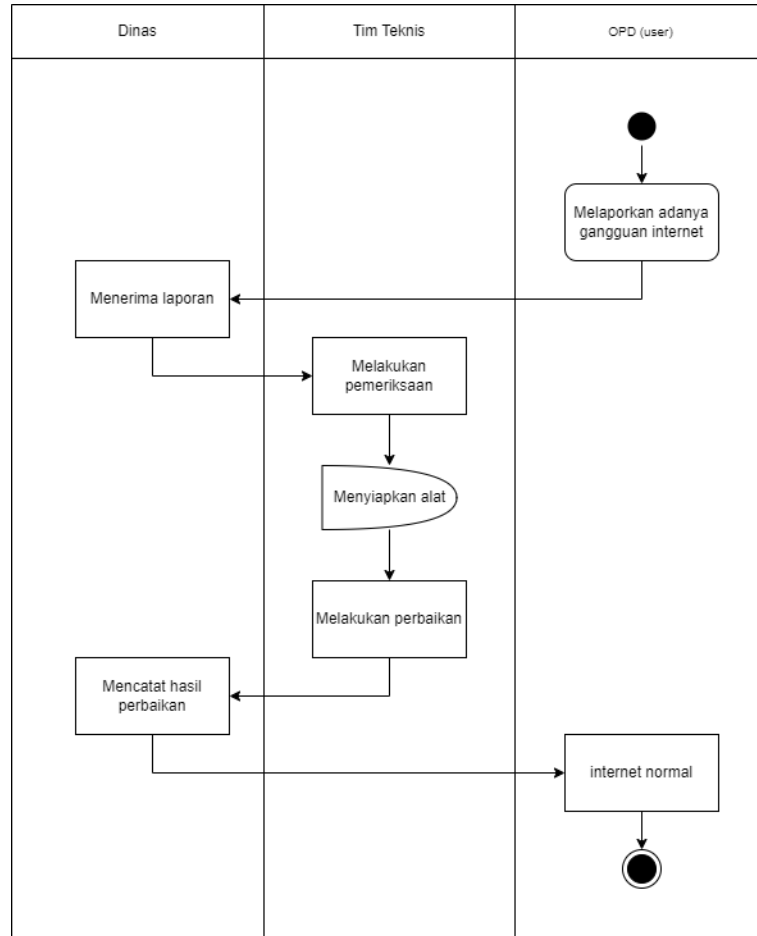 Dinas
Tim Teknis
OPD (user)
Melaporkan adanya
gangguan internet
Menerima laporan
Melakukan
pemeriksaan
Menyiapkan alat
Melakukan perbaikan
Mencatat hasil
perbaikan
internet normal